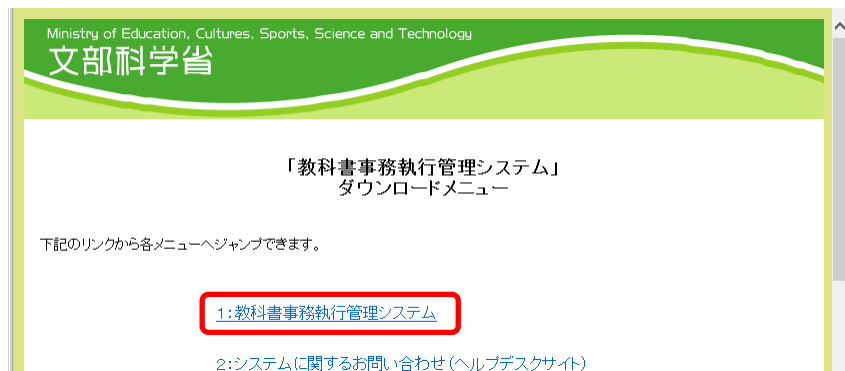 Ministry of Education, Cultures, Sports, Science and Technology
文部科学省
「教科書事務執行管理システム」
ダウンロードメニュー
下記のリンクから各メニューへジャンプできます。
1:教科書事務執行管理システム
2:システムに関するお問い合わせ(ヘルプデスクサイト)